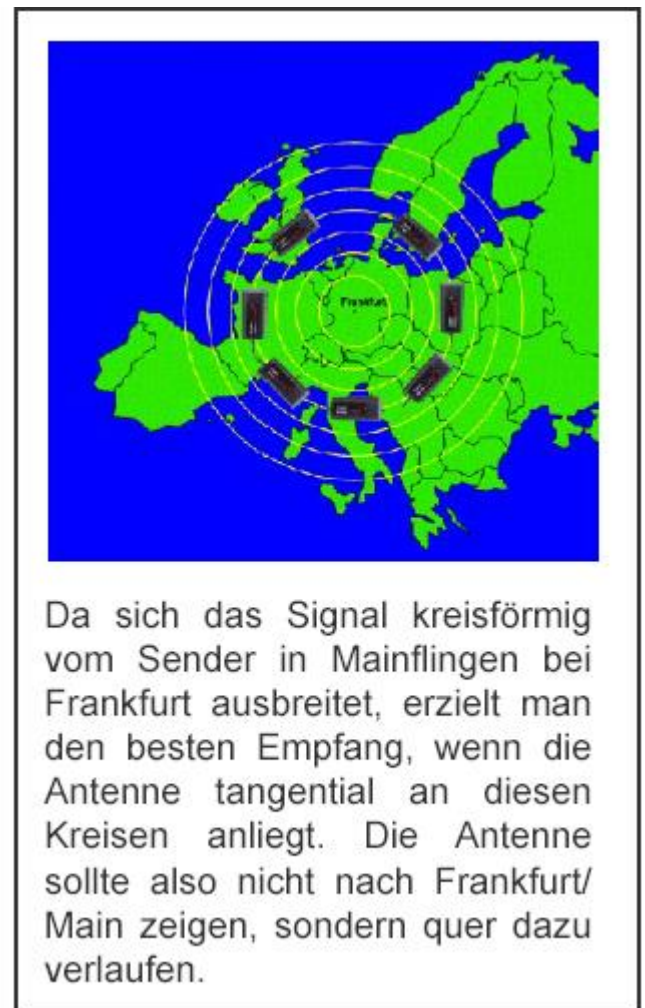 Frankfurt
Da sich das Signal kreisförmig
vom Sender in Mainflingen bei
Frankfurt ausbreitet, erzielt man
den besten Empfang, wenn die
Antenne tangential an diesen
Kreisen anliegt. Die Antenne
sollte also nicht nach Frankfurt/
Main zeigen, sondern quer dazu
verlaufen.